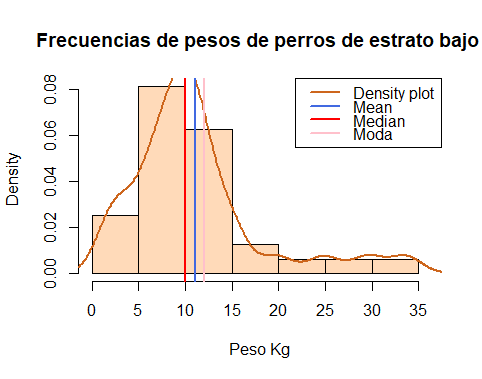 Frecuencias de pesos de perros de estrato bajo
Density plot
Mean
Median
Moda
Density
0.00 0.02 0.04 0.06 0.08
0 5 10 15 20 25 30 35
Peso Kg